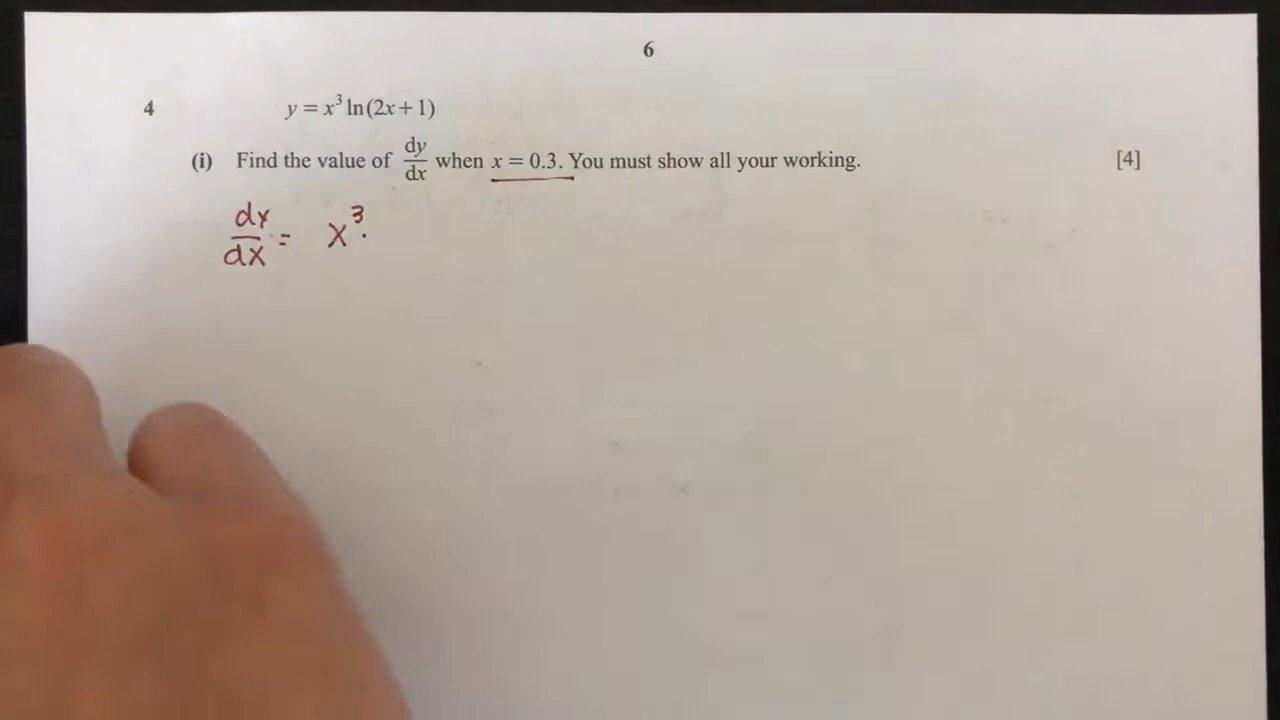 6
4 y = x³ ln(2x + 1)
(i) Find the value of dy/dx when x = 0.3. You must show all your working. [4]
dy/dx = x³ ·